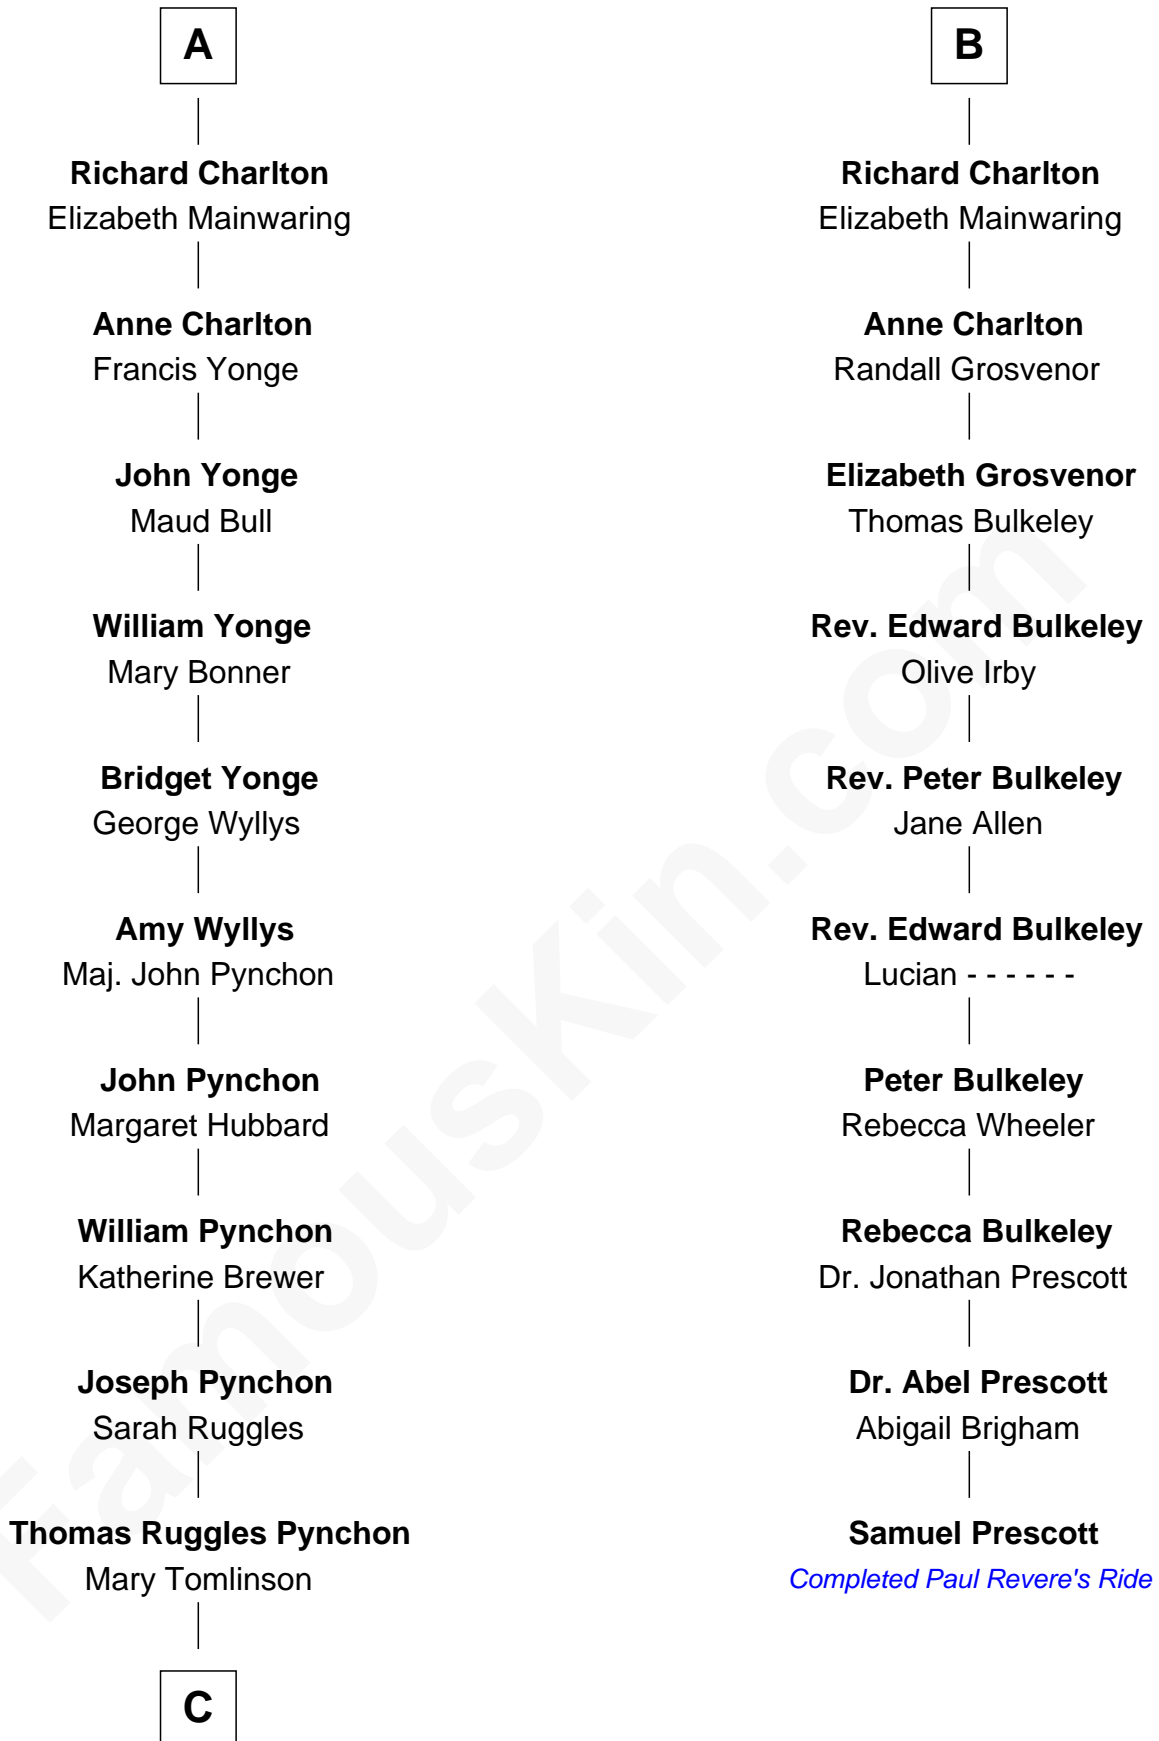 A
Richard Charlton
Elizabeth Mainwaring
Anne Charlton
Francis Yonge
John Yonge
Maud Bull
William Yonge
Mary Bonner
Bridget Yonge
George Wyllys
Amy Wyllys
Maj. John Pynchon
John Pynchon
Margaret Hubbard
William Pynchon
Katherine Brewer
Joseph Pynchon
Sarah Ruggles
Thomas Ruggles Pynchon
Mary Tomlinson
C
B
Richard Charlton
Elizabeth Mainwaring
Anne Charlton
Randall Grosvenor
Elizabeth Grosvenor
Thomas Bulkeley
Rev. Edward Bulkeley
Olive Irby
Rev. Peter Bulkeley
Jane Allen
Rev. Edward Bulkeley
Lucian - - - - - -
Peter Bulkeley
Rebecca Wheeler
Rebecca Bulkeley
Dr. Jonathan Prescott
Dr. Abel Prescott
Abigail Brigham
Samuel Prescott
Completed Paul Revere's Ride
FamousKin.com